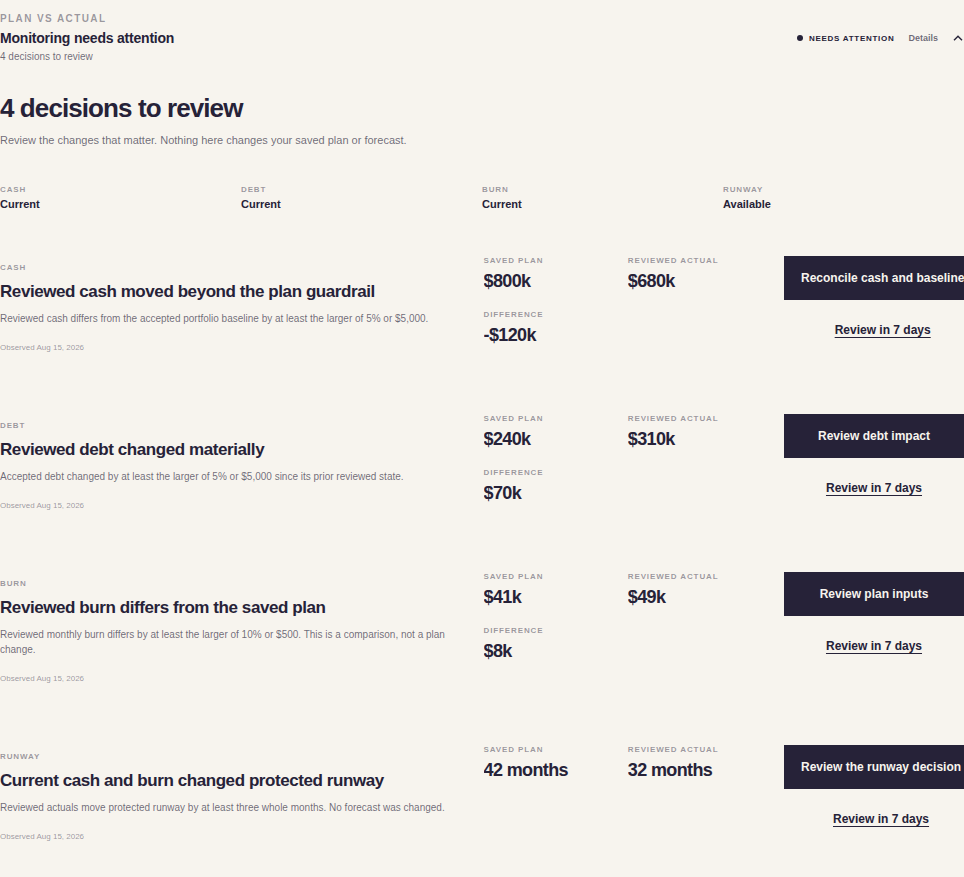 PLAN VS ACTUAL
Monitoring needs attention
4 decisions to review
NEEDS ATTENTION
Details
4 decisions to review
Review the changes that matter. Nothing here changes your saved plan or forecast.
CASH
Current
DEBT
Current
BURN
Current
RUNWAY
Available
CASH
Reviewed cash moved beyond the plan guardrail
Reviewed cash differs from the accepted portfolio baseline by at least the larger of 5% or $5,000.
Observed Aug 15, 2026
SAVED PLAN
$800k
REVIEWED ACTUAL
$680k
DIFFERENCE
-$120k
Reconcile cash and baseline
Review in 7 days
DEBT
Reviewed debt changed materially
Accepted debt changed by at least the larger of 5% or $5,000 since its prior reviewed state.
Observed Aug 15, 2026
SAVED PLAN
$240k
REVIEWED ACTUAL
$310k
DIFFERENCE
$70k
Review debt impact
Review in 7 days
BURN
Reviewed burn differs from the saved plan
Reviewed monthly burn differs by at least the larger of 10% or $500. This is a comparison, not a plan
change.
Observed Aug 15, 2026
SAVED PLAN
$41k
REVIEWED ACTUAL
$49k
DIFFERENCE
$8k
Review plan inputs
Review in 7 days
RUNWAY
Current cash and burn changed protected runway
Reviewed actuals move protected runway by at least three whole months. No forecast was changed.
Observed Aug 15, 2026
SAVED PLAN
42 months
REVIEWED ACTUAL
32 months
Review the runway decision
Review in 7 days